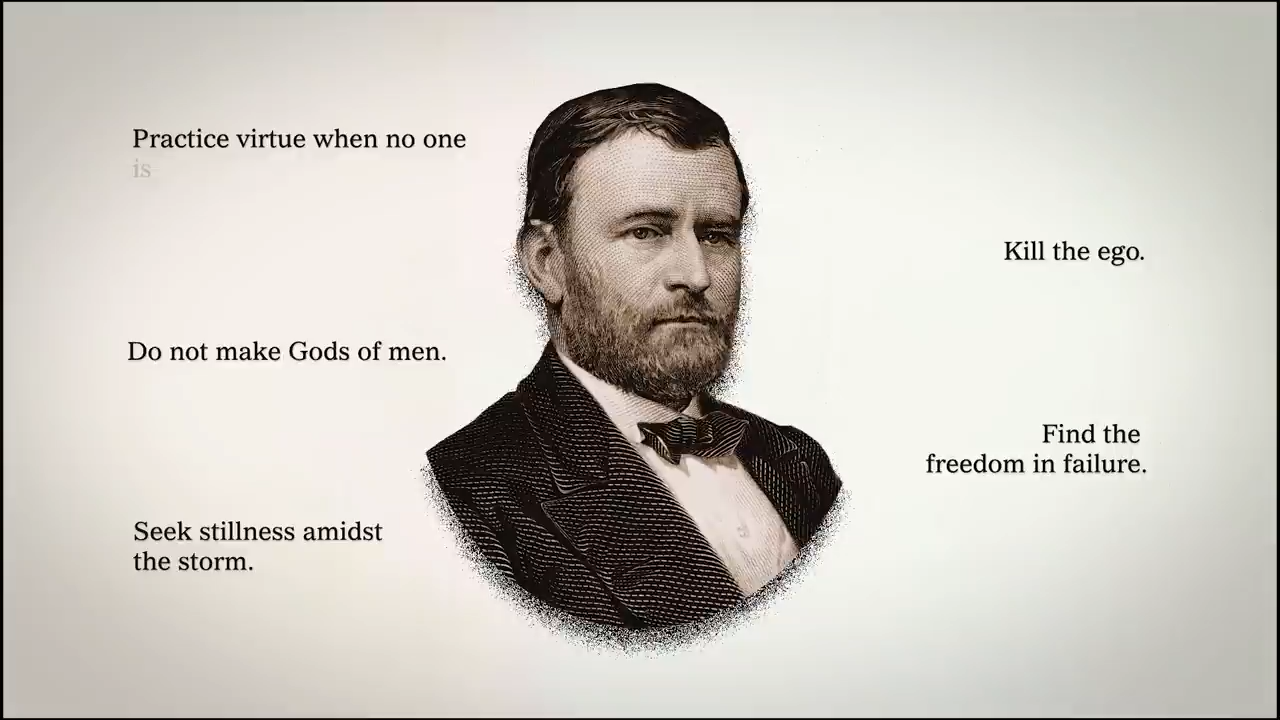 Practice virtue when no one
is
Do not make Gods of men.
Seek stillness amidst
the storm.
Kill the ego.
Find the
freedom in failure.